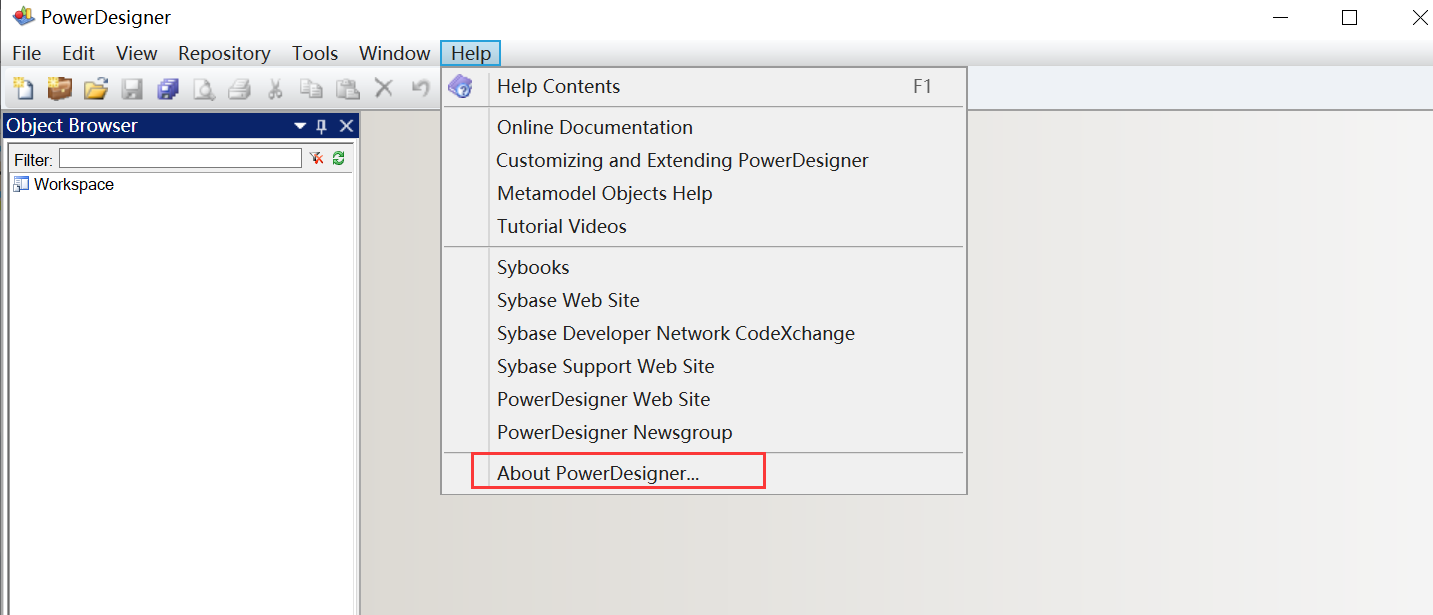 PowerDesigner
File Edit View Repository Tools Window Help
Help Contents F1
Object Browser
Online Documentation
Filter:
Customizing and Extending PowerDesigner
Workspace
Metamodel Objects Help
Tutorial Videos
Sybooks
Sybase Web Site
Sybase Developer Network CodeXchange
Sybase Support Web Site
PowerDesigner Web Site
PowerDesigner Newsgroup
About PowerDesigner...